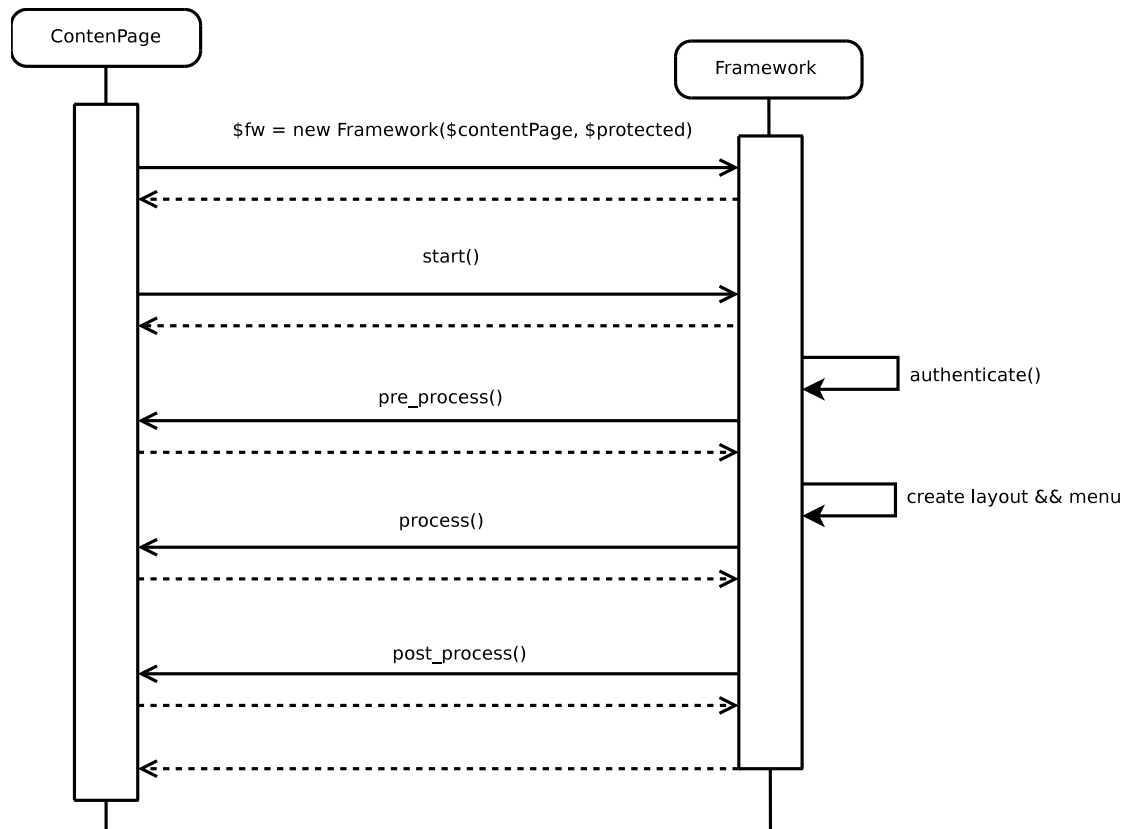 ContenPage
Framework
$fw = new Framework($contentPage, $protected)
start()
authenticate()
pre_process()
create layout && menu
process()
post_process()